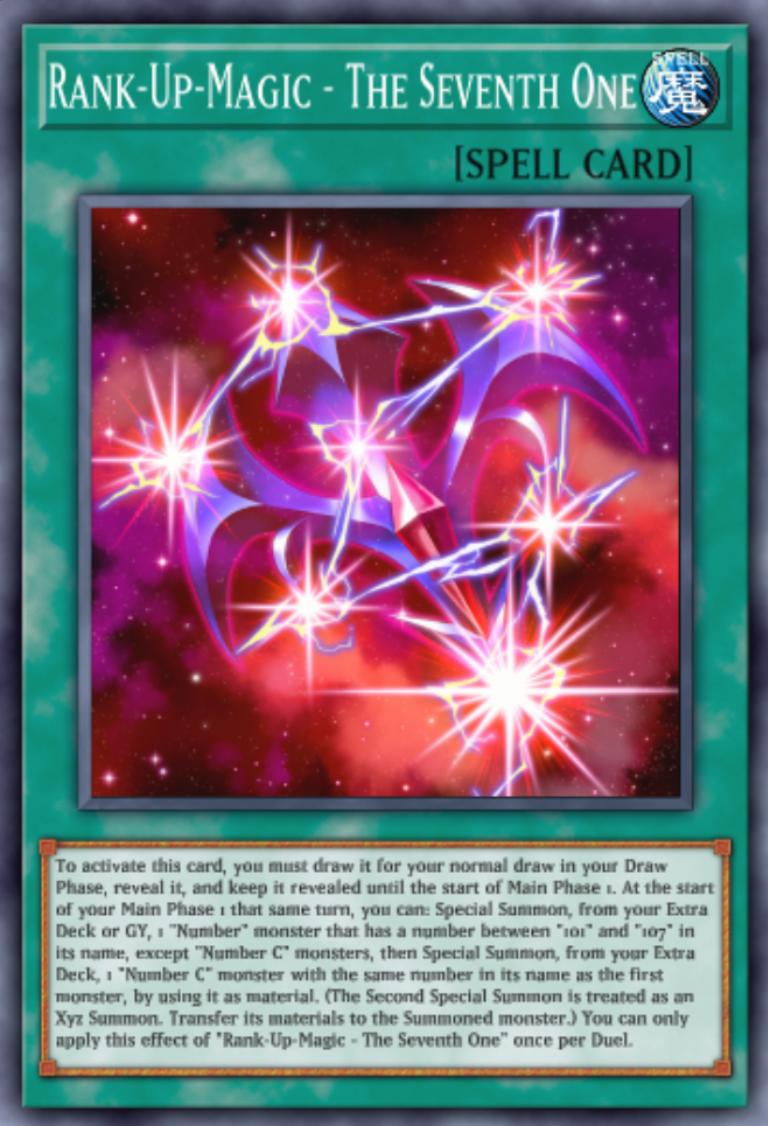 RANK-UP-MAGIC - THE SEVENTH ONE
SPELL
魔
[SPELL CARD]
To activate this card, you must draw it for your normal draw in your Draw
Phase, reveal it, and keep it revealed until the start of Main Phase 1. At the start
of your Main Phase 1 that same turn, you can: Special Summon, from your Extra
Deck or GY, 1 "Number" monster that has a number between "101" and "107" in
its name, except "Number C" monsters, then Special Summon, from your Extra
Deck, 1 "Number C" monster with the same number in its name as the first
monster, by using it as material. (The Second Special Summon is treated as an
Xyz Summon. Transfer its materials to the Summoned monster.) You can only
apply this effect of "Rank-Up-Magic - The Seventh One" once per Duel.